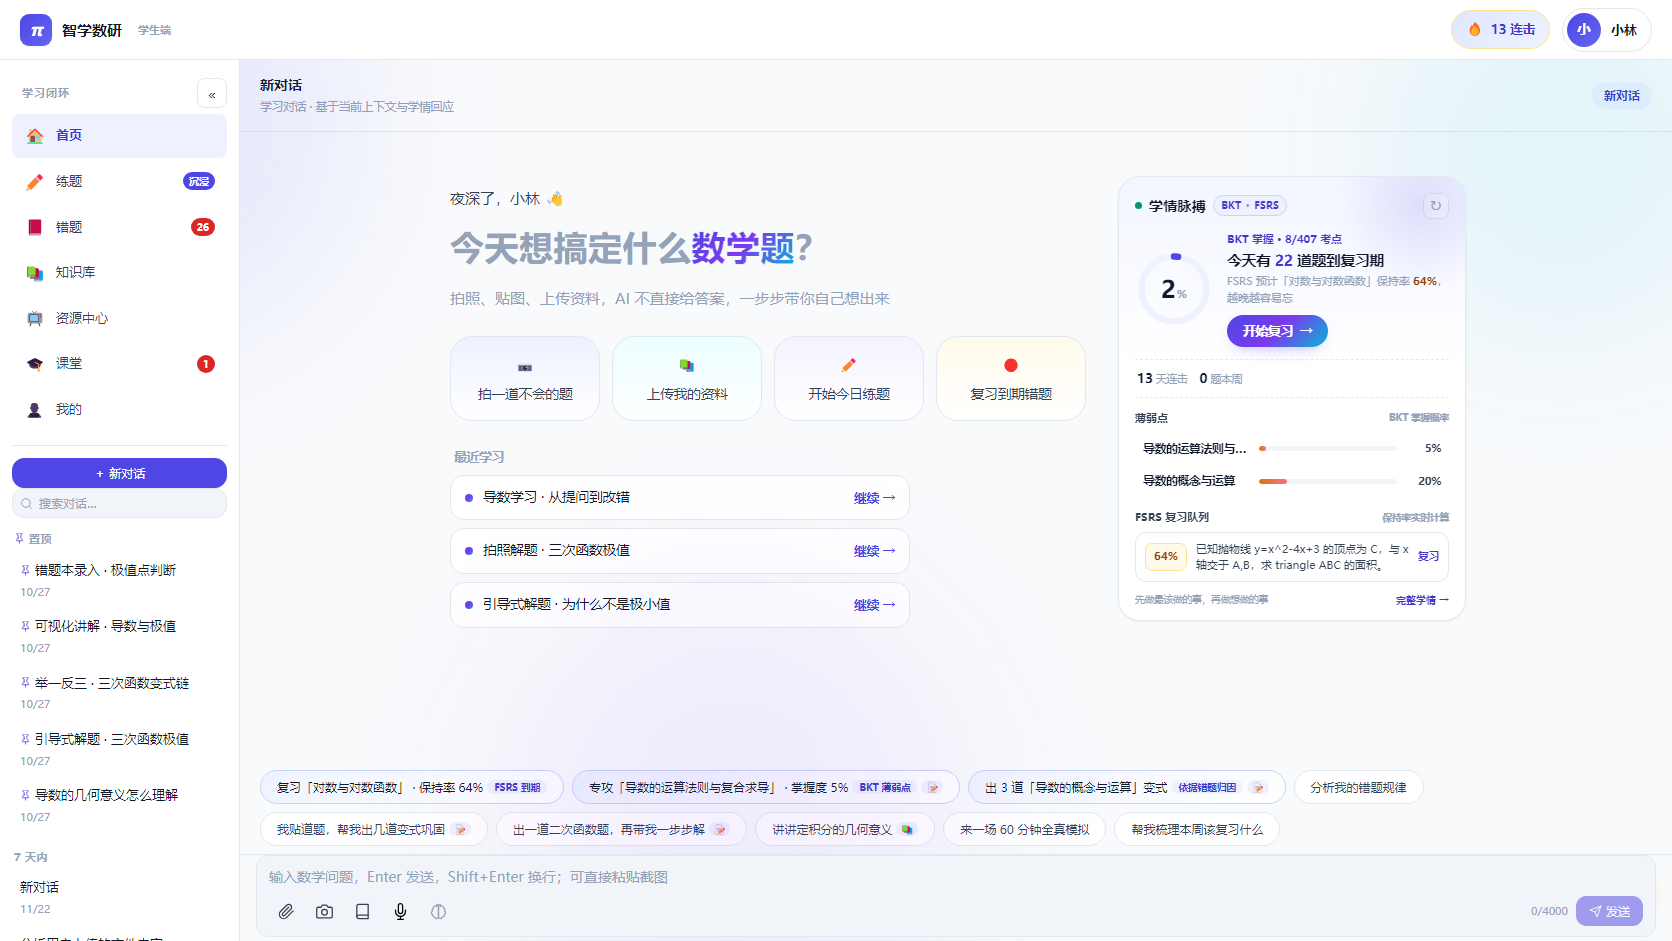 π 智学数研 学生端
13 连击
小 小林
学习闭环 «
首页
练题 沉浸
错题 26
知识库
资源中心
课堂 1
我的
+ 新对话
搜索对话...
置顶
错题本录入 · 极值点判断
10/27
可视化讲解 · 导数与极值
10/27
举一反三 · 三次函数变式链
10/27
引导式解题 · 三次函数极值
10/27
导数的几何意义怎么理解
10/27
7 天内
新对话
11/22
新对话
学习对话 · 基于当前上下文与学情回应
新对话
夜深了，小林
今天想搞定什么数学题？
拍照、贴图、上传资料，AI 不直接给答案，一步步带你自己想出来
拍一道不会的题
上传我的资料
开始今日练题
复习到期错题
最近学习
导数学习 · 从提问到改错 继续 →
拍照解题 · 三次函数极值 继续 →
引导式解题 · 为什么不是极小值 继续 →
学情脉搏 BKT · FSRS ↻
2%
BKT 掌握 • 8/407 考点
今天有 22 道题到复习期
FSRS 预计「对数与对数函数」保持率 64%，
越晚越容易忘
开始复习 →
13 天连击 0 题本周
薄弱点 BKT 掌握概率
导数的运算法则与... 5%
导数的概念与运算 20%
FSRS 复习队列 保持率实时计算
64%
已知抛物线 y=x^2-4x+3 的顶点为 C，与 x
轴交于 A,B，求 triangle ABC 的面积。
复习
先做最该做的事，再做想做的事 完整学情 →
复习「对数与对数函数」 · 保持率 64% FSRS 到期
专攻「导数的运算法则与复合求导」 · 掌握度 5% BKT 薄弱点
出 3 道「导数的概念与运算」变式 依据错题归因
分析我的错题规律
我贴道题，帮我出几道变式巩固
出一道二次函数题，再带我一步步解
讲讲定积分的几何意义
来一场 60 分钟全真模拟
帮我梳理本周该复习什么
输入数学问题，Enter 发送，Shift+Enter 换行；可直接粘贴截图
0/4000
发送